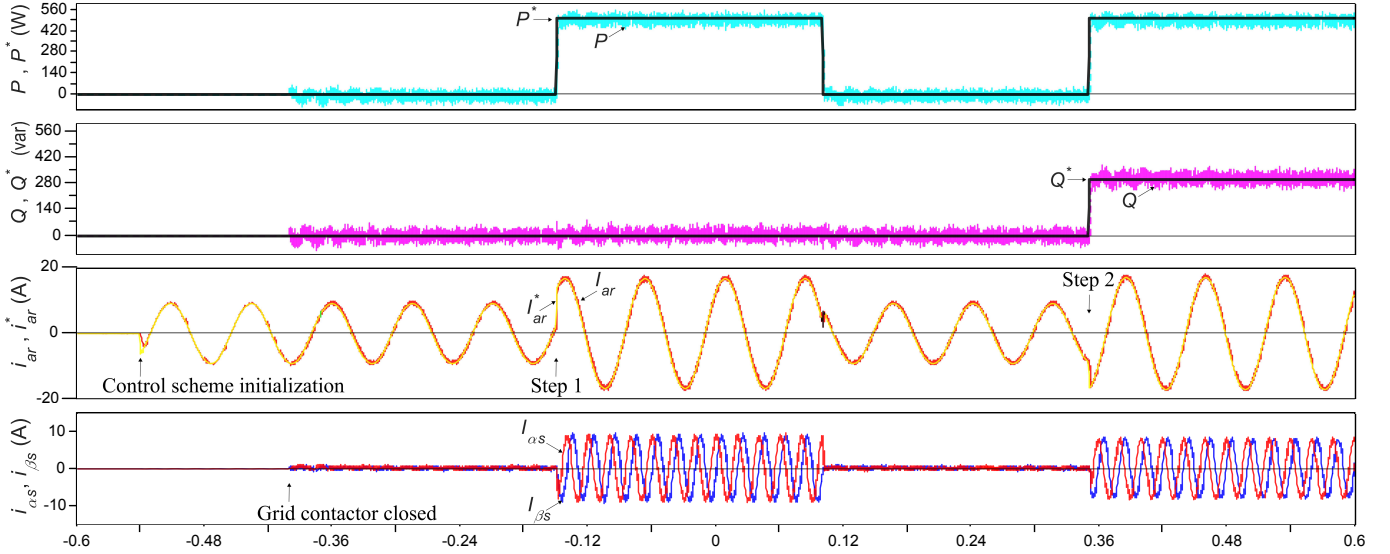 P , P* (W)
560
420
280
140
0
P*
P
Q , Q* (var)
560
420
280
140
0
Q*
Q
i_ar , i*_ar (A)
20
0
-20
I*_ar
I_ar
Step 2
Control scheme initialization
Step 1
i_αs, i_βs (A)
10
0
-10
I_αs
I_βs
Grid contactor closed
-0.6
-0.48
-0.36
-0.24
-0.12
0
0.12
0.24
0.36
0.48
0.6